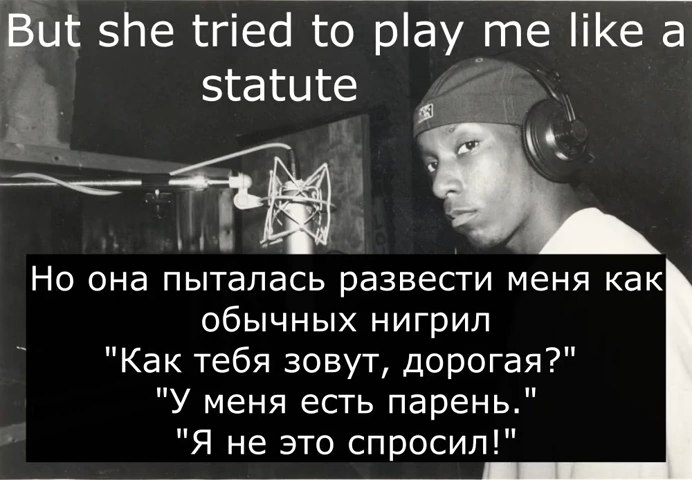 But she tried to play me like a
statute
Но она пыталась развести меня как
обычных нигрил
"Как тебя зовут, дорогая?"
"У меня есть парень."
"Я не это спросил!"